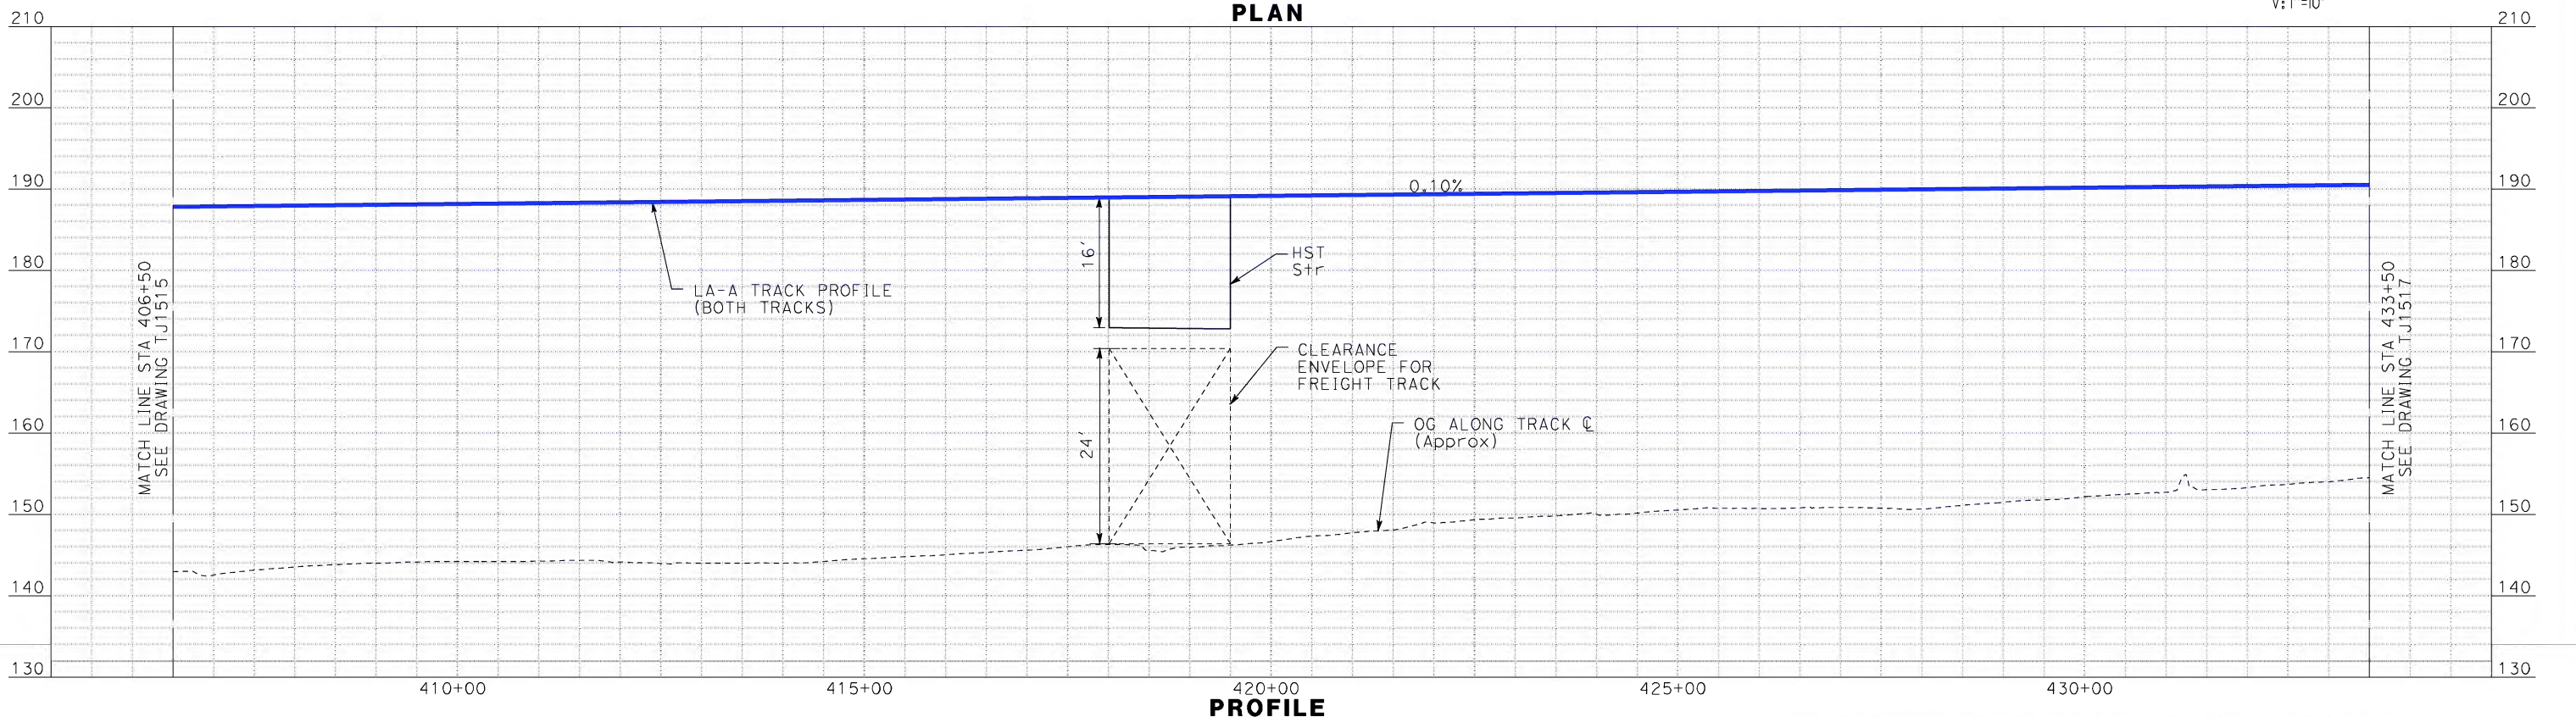 PLAN
V:1"=10'
210
210
200
200
190
190
0.10%
16'
HST
Str
180
180
LA-A TRACK PROFILE
(BOTH TRACKS)
MATCH LINE STA 406+50
SEE DRAWING TJ1515
MATCH LINE STA 433+50
SEE DRAWING TJ1517
170
170
CLEARANCE
ENVELOPE FOR
FREIGHT TRACK
24'
160
160
OG ALONG TRACK ℄
(Approx)
150
150
140
140
130
130
410+00
415+00
420+00
425+00
430+00
PROFILE